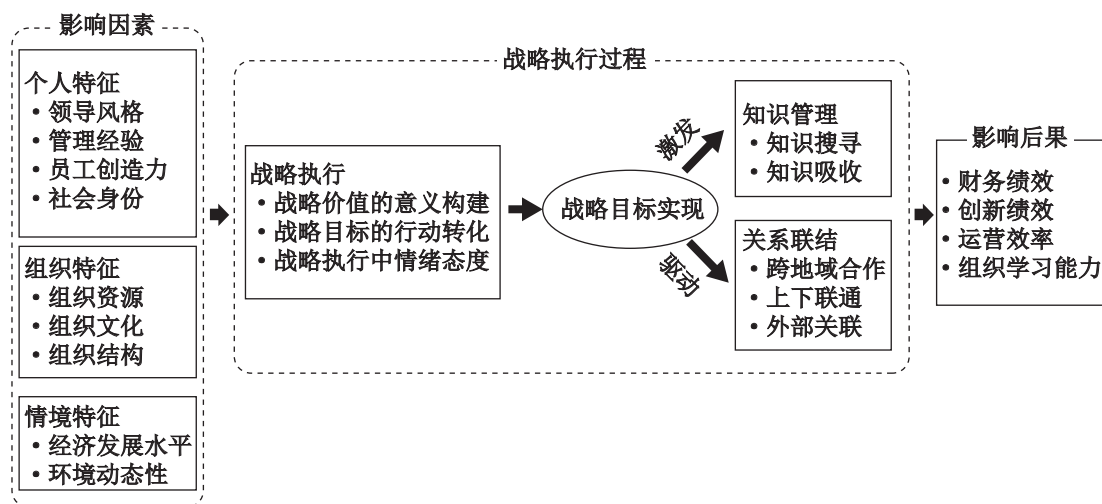 影响因素
个人特征
• 领导风格
• 管理经验
• 员工创造力
• 社会身份
组织特征
• 组织资源
• 组织文化
• 组织结构
情境特征
• 经济发展水平
• 环境动态性
战略执行过程
战略执行
• 战略价值的意义构建
• 战略目标的行动转化
• 战略执行中情绪态度
战略目标实现
激发
驱动
知识管理
• 知识搜寻
• 知识吸收
关系联结
• 跨地域合作
• 上下联通
• 外部关联
影响后果
• 财务绩效
• 创新绩效
• 运营效率
• 组织学习能力